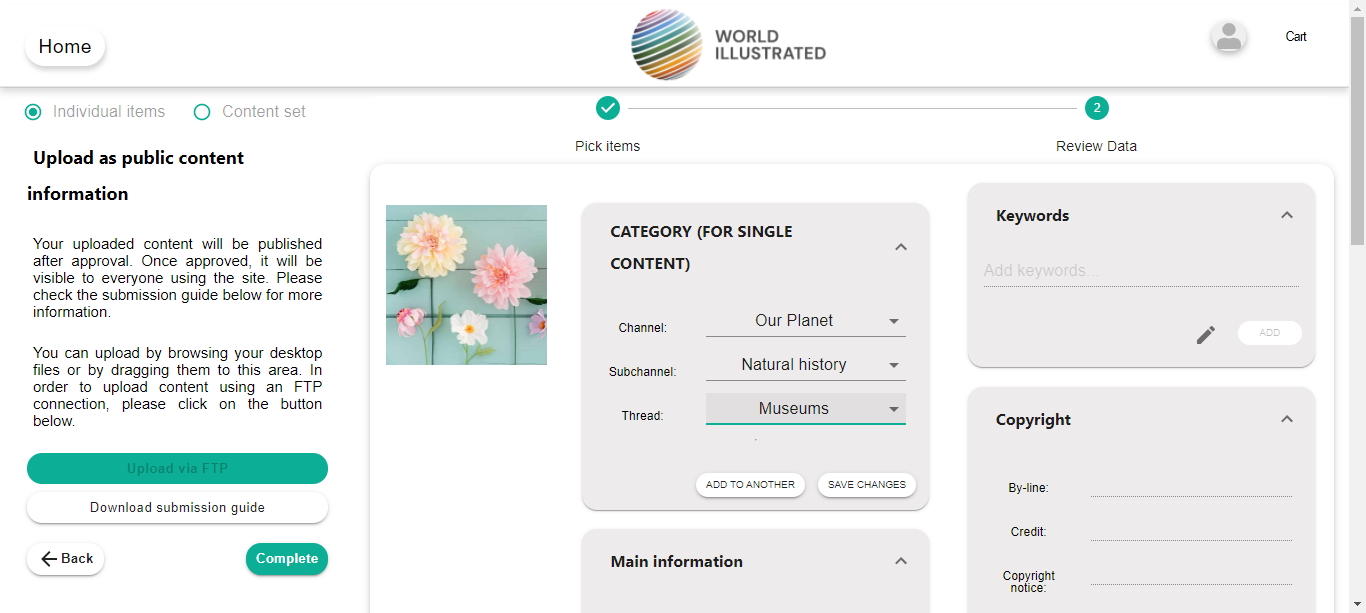 Home
WORLD
ILLUSTRATED
Cart
Individual items
Content set
2
Pick items
Review Data
Upload as public content
information
Your uploaded content will be published
after approval. Once approved, it will be
visible to everyone using the site. Please
check the submission guide below for more
information.
You can upload by browsing your desktop
files or by dragging them to this area. In
order to upload content using an FTP
connection, please click on the button
below.
Upload via FTP
Download submission guide
Back
Complete
CATEGORY (FOR SINGLE
CONTENT)
Channel:
Our Planet
Subchannel:
Natural history
Thread:
Museums
ADD TO ANOTHER
SAVE CHANGES
Main information
Keywords
Add keywords...
ADD
Copyright
By-line:
Credit:
Copyright
notice: